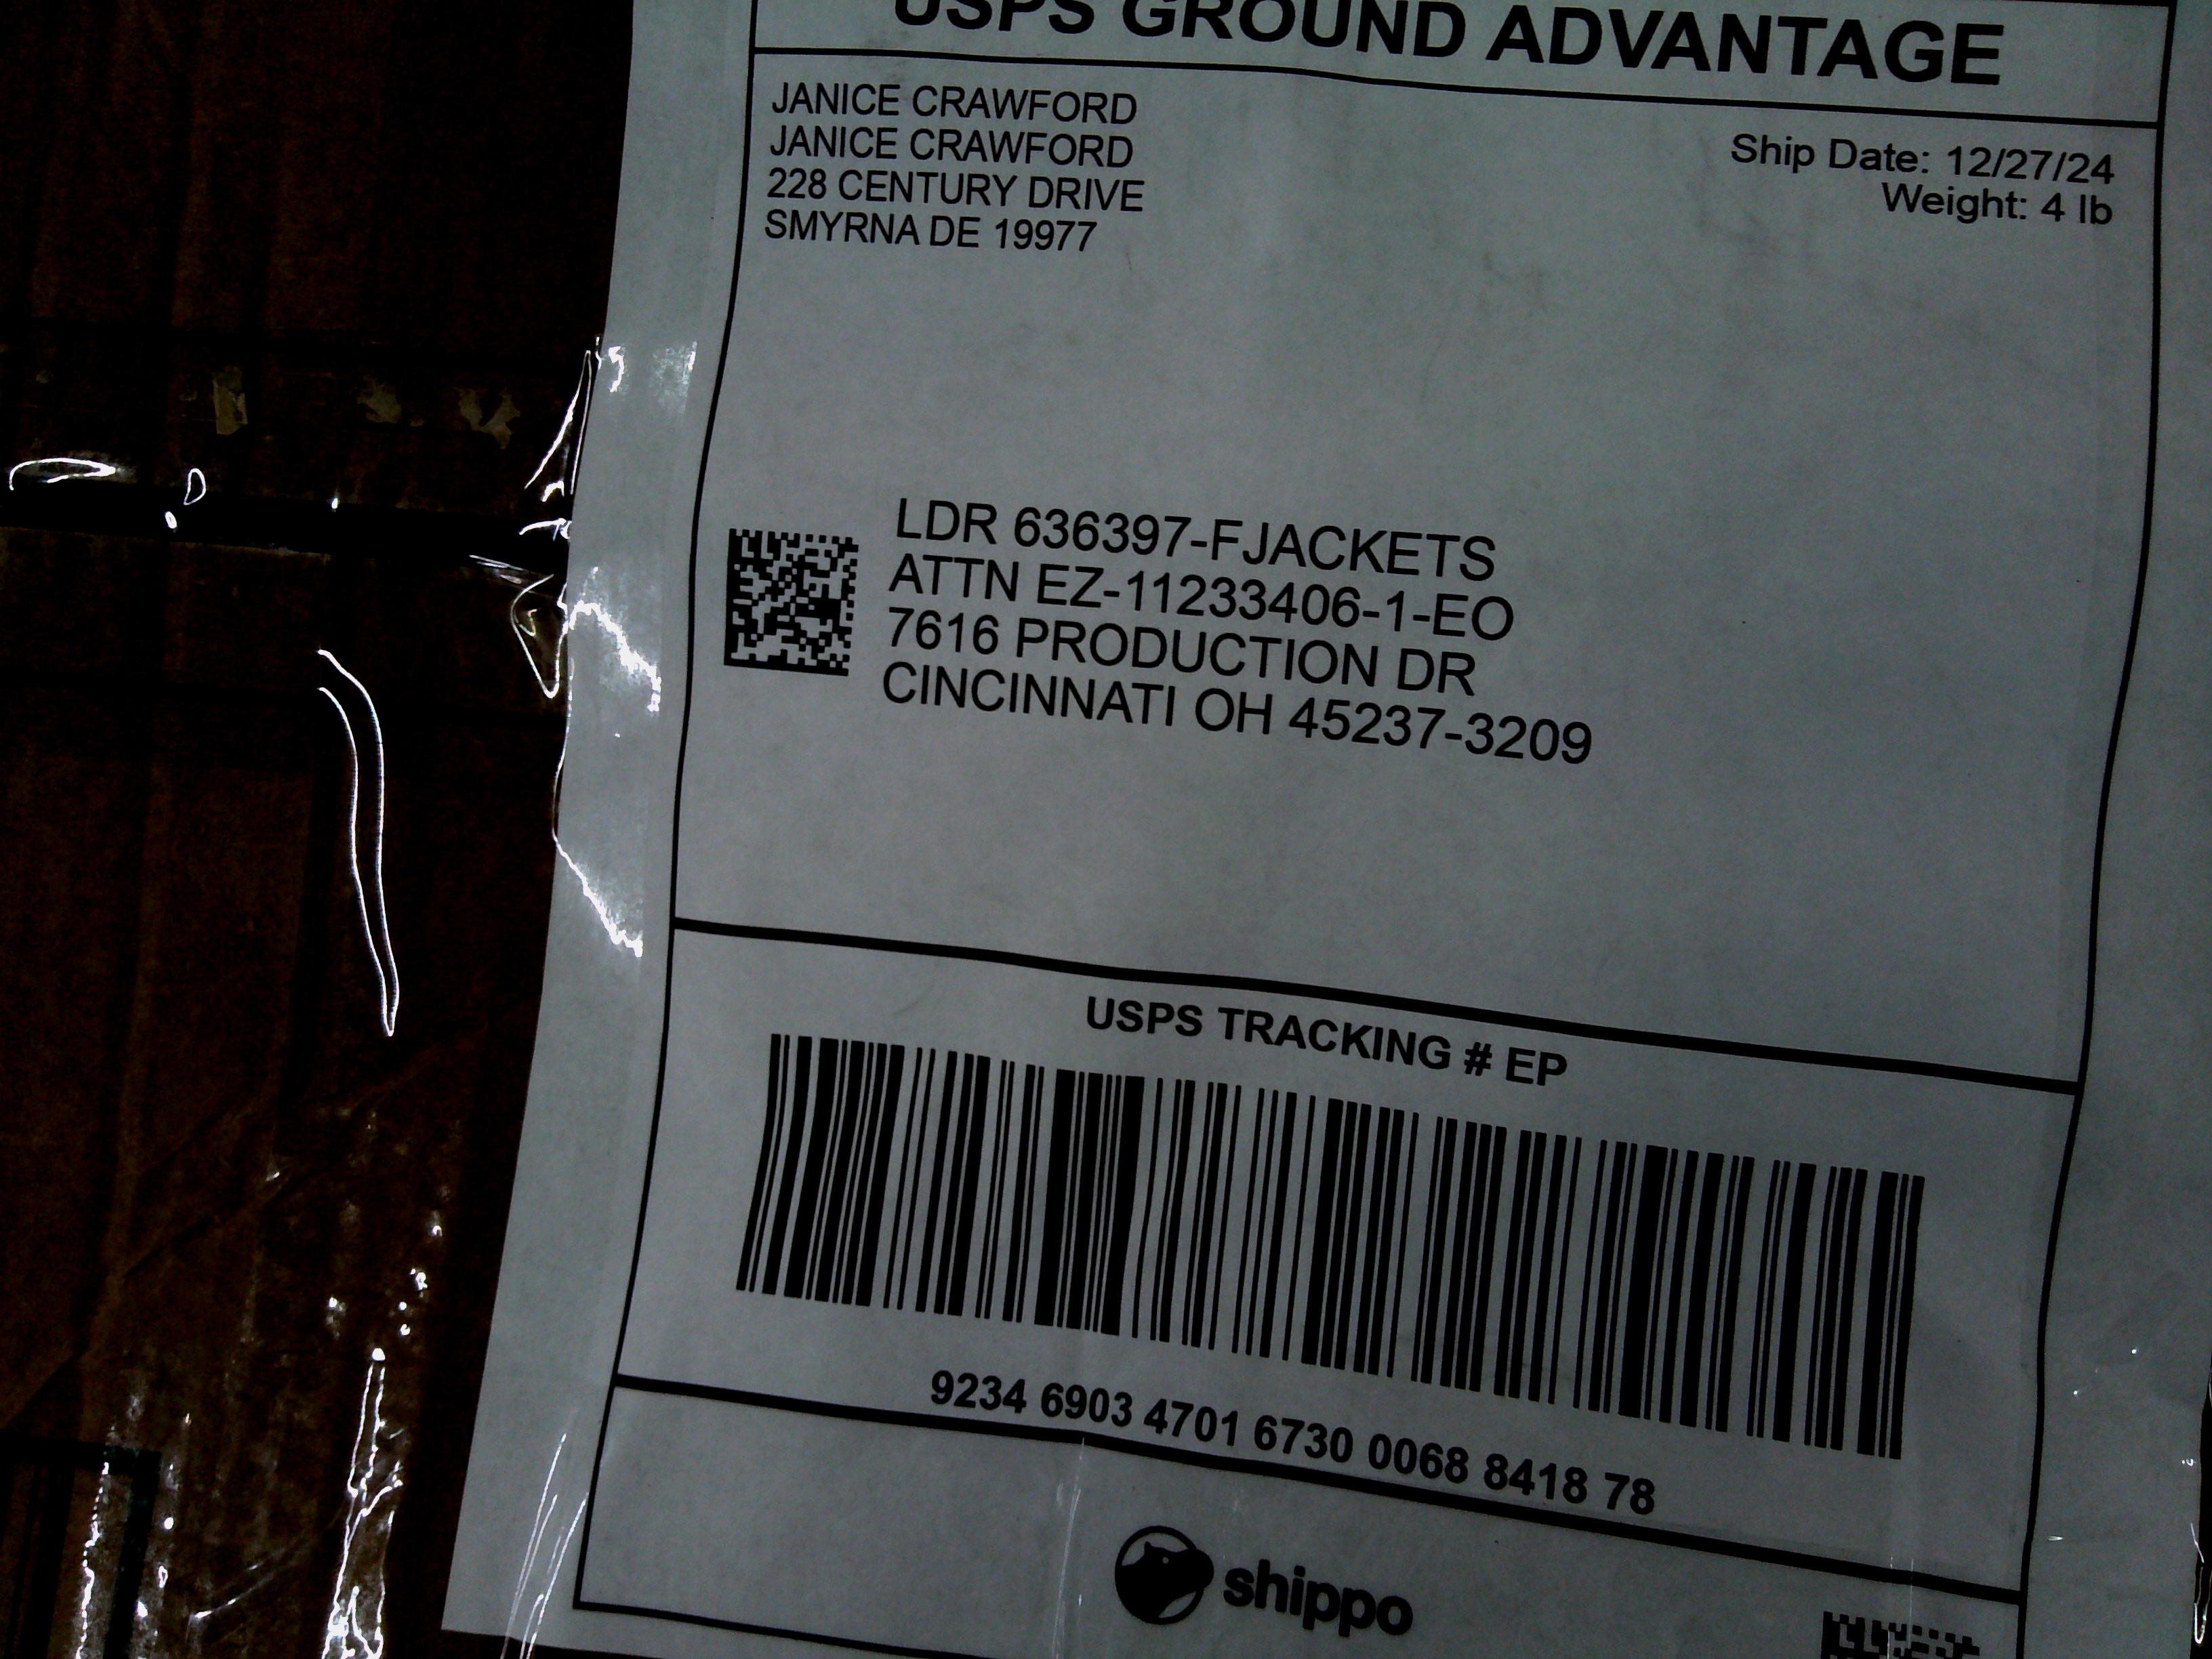 USPS GROUND ADVANTAGE
JANICE CRAWFORD
JANICE CRAWFORD
228 CENTURY DRIVE
SMYRNA DE 19977
Ship Date: 12/27/24
Weight: 4 lb
LDR 636397-FJACKETS
ATTN EZ-11233406-1-EO
7616 PRODUCTION DR
CINCINNATI OH 45237-3209
USPS TRACKING # EP
9234 6903 4701 6730 0068 8418 78
shippo